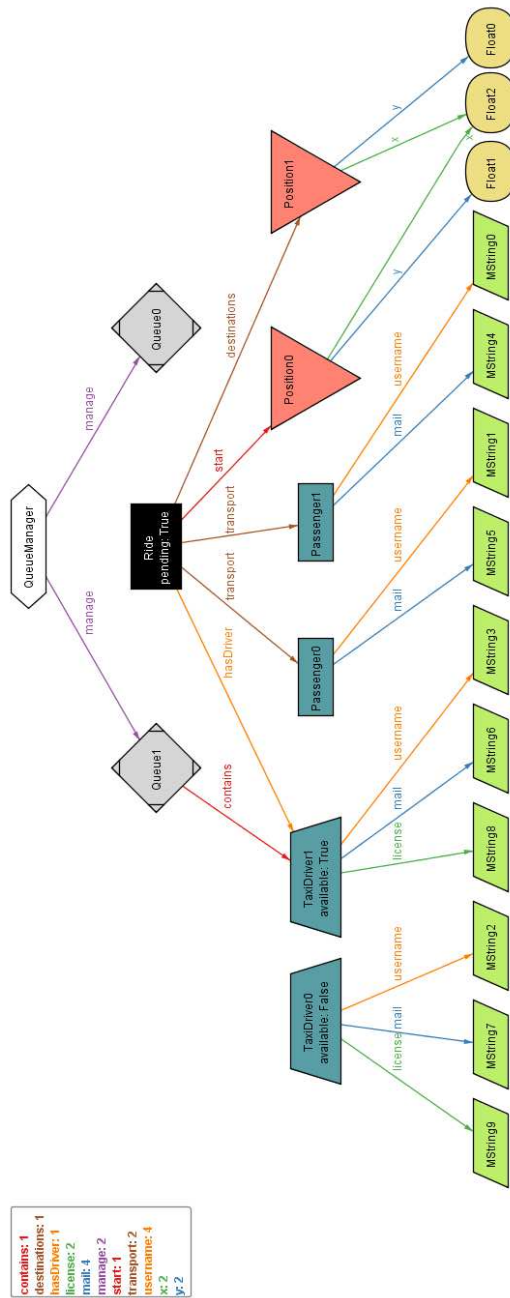 contains: 1
destinations: 1
hasDriver: 1
license: 2
mail: 4
manage: 2
start: 1
transport: 2
username: 4
x: 2
y: 2
QueueManager
manage
manage
Queue1
Queue0
Ride
pending: True
contains
hasDriver
transport
transport
start
destinations
TaxiDriver0
available: False
TaxiDriver1
available: True
Passenger0
Passenger1
Position0
Position1
license
mail
username
license
mail
username
mail
username
mail
username
y
x
x
y
MString9
MString7
MString2
MString8
MString6
MString3
MString5
MString1
MString4
MString0
Float1
Float2
Float0